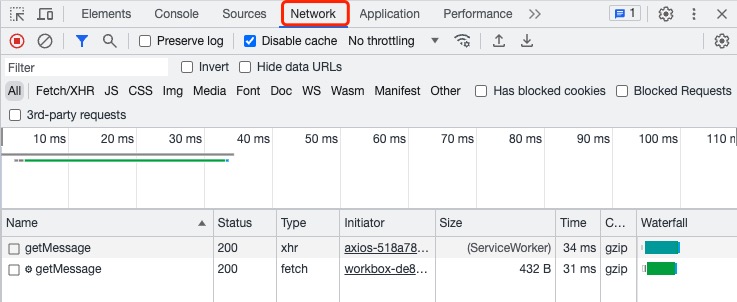 Elements Console Sources Network Application Performance 1
Preserve log Disable cache No throttling
Filter Invert Hide data URLs
All Fetch/XHR JS CSS Img Media Font Doc WS Wasm Manifest Other Has blocked cookies Blocked Requests
3rd-party requests
10 ms 20 ms 30 ms 40 ms 50 ms 60 ms 70 ms 80 ms 90 ms 100 ms 110 m
Name Status Type Initiator Size Time C... Waterfall
getMessage 200 xhr axios-518a78... (ServiceWorker) 34 ms gzip
getMessage 200 fetch workbox-de8... 432 B 31 ms gzip